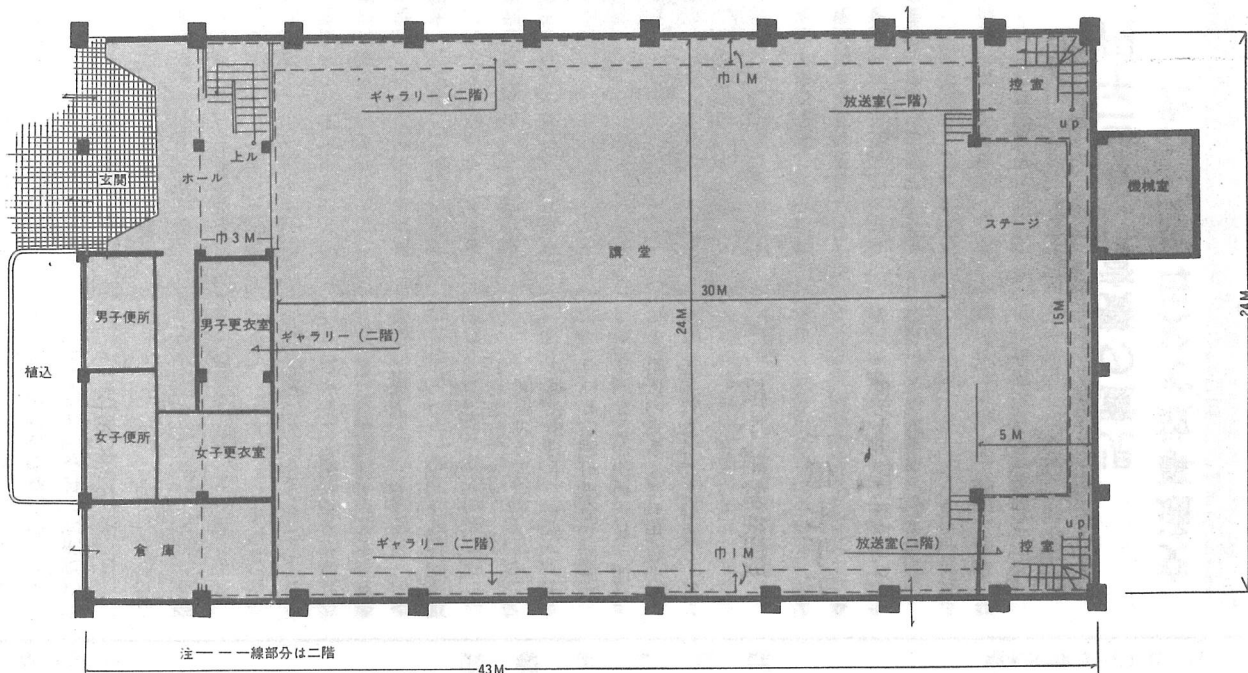 巾1M
ギャラリー（二階）
放送室(二階)
控室
up
上ル
玄関
ホール
機械室
ステージ
巾3M
講堂
30M
24M
15M
24M
男子便所
男子更衣室
ギャラリー（二階）
植込
女子便所
女子更衣室
5M
倉庫
ギャラリー（二階）
巾1M
放送室(二階)
控室
up
注－－－線部分は二階
43M